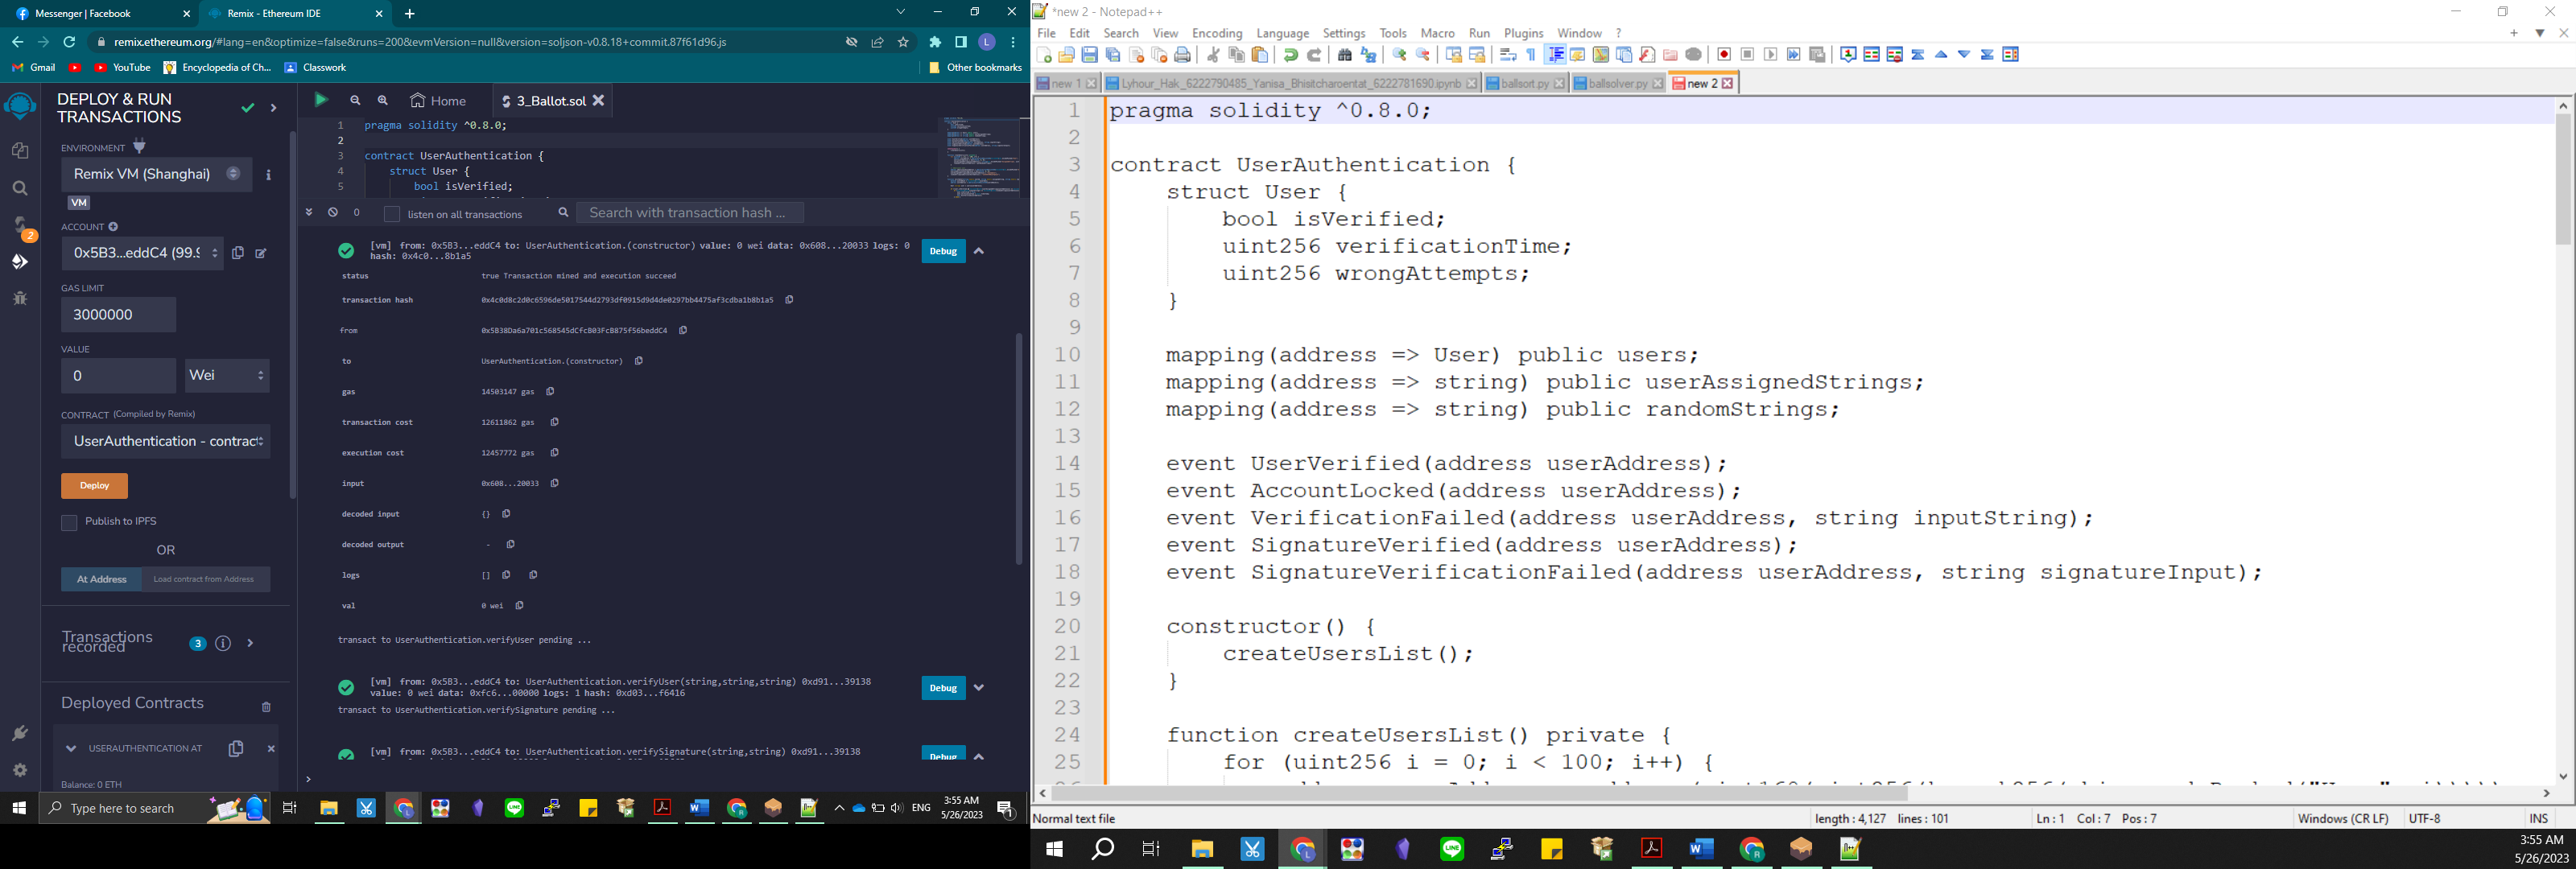 Messenger | Facebook
Remix - Ethereum IDE
remix.ethereum.org/#lang=en&optimize=false&runs=200&evmVersion=null&version=soljson-v0.8.18+commit.87f61d96.js
Gmail
YouTube
Encyclopedia of Ch...
Classwork
Other bookmarks
DEPLOY & RUN
TRANSACTIONS
ENVIRONMENT
Remix VM (Shanghai)
VM
2
ACCOUNT
0x5B3...eddC4 (99.9
GAS LIMIT
3000000
VALUE
0
Wei
CONTRACT (Compiled by Remix)
UserAuthentication - contract
Deploy
Publish to IPFS
OR
At Address
Load contract from Address
Transactions
recorded
3
Deployed Contracts
USERAUTHENTICATION AT
Balance: 0 ETH
Home
3_Ballot.sol
1 pragma solidity ^0.8.0;
2
3 contract UserAuthentication {
4 struct User {
5 bool isVerified;
0
listen on all transactions
Search with transaction hash ...
[vm] from: 0x5B3...eddC4 to: UserAuthentication.(constructor) value: 0 wei data: 0x608...20033 logs: 0
hash: 0x4c0...8b1a5
Debug
status true Transaction mined and execution succeed
transaction hash 0x4c0d8c2d0c6596de5017544d2793df0915d9d4de0297bb4475af3cdba1b8b1a5
from 0x5B38Da6a701c568545dCfcB03FcB875f56beddC4
to UserAuthentication.(constructor)
gas 14503147 gas
transaction cost 12611862 gas
execution cost 12457772 gas
input 0x608...20033
decoded input {}
decoded output -
logs []
val 0 wei
transact to UserAuthentication.verifyUser pending ...
[vm] from: 0x5B3...eddC4 to: UserAuthentication.verifyUser(string,string,string) 0xd91...39138
value: 0 wei data: 0xfc6...00000 logs: 1 hash: 0xd03...f6416
Debug
transact to UserAuthentication.verifySignature pending ...
[vm] from: 0x5B3...eddC4 to: UserAuthentication.verifySignature(string,string) 0xd91...39138
Debug
Type here to search
ENG
3:55 AM
5/26/2023
1
*new 2 - Notepad++
File Edit Search View Encoding Language Settings Tools Macro Run Plugins Window ?
new 1
Lyhour_Hak_6222790485_Yanisa_Bhisitcharoentat_6222781690.ipynb
ballsort.py
ballsolver.py
new 2
1 pragma solidity ^0.8.0;
2
3 contract UserAuthentication {
4 struct User {
5 bool isVerified;
6 uint256 verificationTime;
7 uint256 wrongAttempts;
8 }
9
10 mapping(address => User) public users;
11 mapping(address => string) public userAssignedStrings;
12 mapping(address => string) public randomStrings;
13
14 event UserVerified(address userAddress);
15 event AccountLocked(address userAddress);
16 event VerificationFailed(address userAddress, string inputString);
17 event SignatureVerified(address userAddress);
18 event SignatureVerificationFailed(address userAddress, string signatureInput);
19
20 constructor() {
21 createUsersList();
22 }
23
24 function createUsersList() private {
25 for (uint256 i = 0; i < 100; i++) {
Normal text file
length : 4,127 lines : 101
Ln : 1 Col : 7 Pos : 7
Windows (CR LF)
UTF-8
INS
3:55 AM
5/26/2023